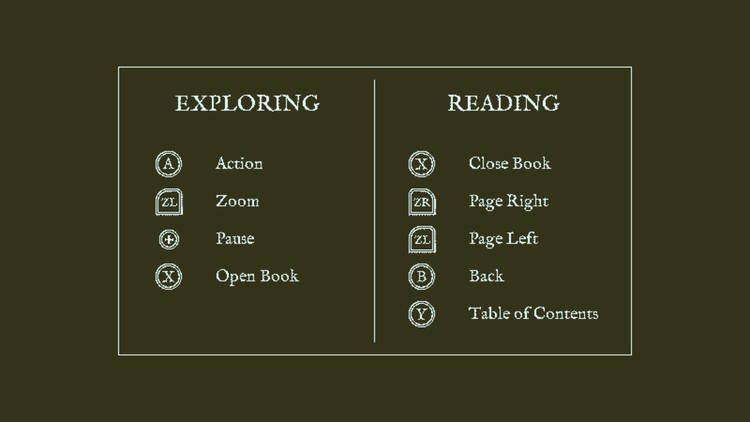 EXPLORING
A Action
ZL Zoom
+ Pause
X Open Book
READING
X Close Book
ZR Page Right
ZL Page Left
B Back
Y Table of Contents